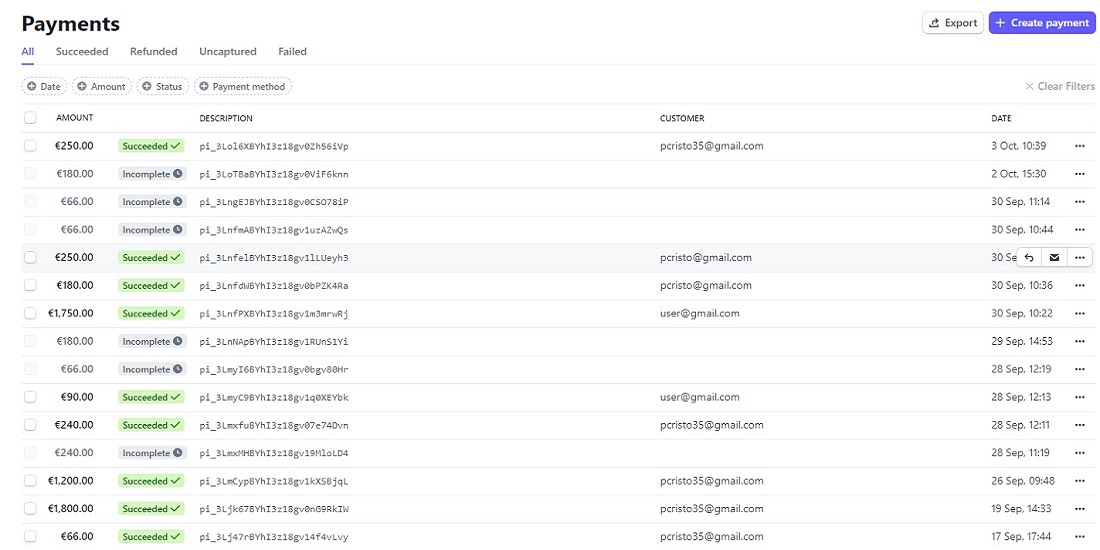 Payments
Export
Create payment
All Succeeded Refunded Uncaptured Failed
Date Amount Status Payment method Clear Filters
AMOUNT DESCRIPTION CUSTOMER DATE
€250.00 Succeeded pi_3Lol6XBYhI3z18gv0Zh56iVp pcristo35@gmail.com 3 Oct, 10:39
€180.00 Incomplete pi_3LoTBaBYhI3z18gv0ViF6knn 2 Oct, 15:30
€66.00 Incomplete pi_3LngEJBYhI3z18gv0CSO78iP 30 Sep, 11:14
€66.00 Incomplete pi_3LnfmABYhI3z18gv1uzAZwQs 30 Sep, 10:44
€250.00 Succeeded pi_3LnfelBYhI3z18gv1lLUeyh3 pcristo@gmail.com 30 Se
€180.00 Succeeded pi_3LnfdWBYhI3z18gv0bPZK4Ra pcristo@gmail.com 30 Sep, 10:36
€1,750.00 Succeeded pi_3LnfPXBYhI3z18gv1m3mrwRj user@gmail.com 30 Sep, 10:22
€180.00 Incomplete pi_3LnNApBYhI3z18gv1RUnS1Yi 29 Sep, 14:53
€66.00 Incomplete pi_3LmyI6BYhI3z18gv0bgv80Mr 28 Sep, 12:19
€90.00 Succeeded pi_3LmyC9BYhI3z18gv1q0XEYbk user@gmail.com 28 Sep, 12:13
€240.00 Succeeded pi_3LmxfuBYhI3z18gv07e74Dvn pcristo35@gmail.com 28 Sep, 12:11
€240.00 Incomplete pi_3LmxMHBYhI3z18gv19MloLD4 28 Sep, 11:19
€1,200.00 Succeeded pi_3LmCypBYhI3z18gv1kXSBjqL pcristo35@gmail.com 26 Sep, 09:48
€1,800.00 Succeeded pi_3Ljk67BYhI3z18gv0nG9RkIW pcristo35@gmail.com 19 Sep, 14:33
€66.00 Succeeded pi_3Lj47rBYhI3z18gv14f4vLvy pcristo35@gmail.com 17 Sep, 17:44